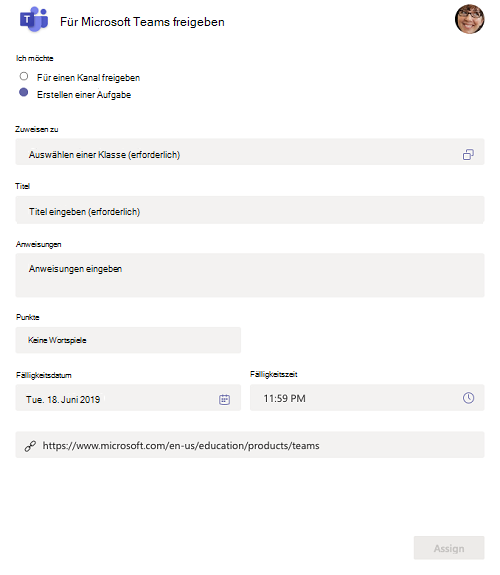 Für Microsoft Teams freigeben
Ich möchte
Für einen Kanal freigeben
Erstellen einer Aufgabe
Zuweisen zu
Auswählen einer Klasse (erforderlich)
Titel
Titel eingeben (erforderlich)
Anweisungen
Anweisungen eingeben
Punkte
Keine Wortspiele
Fälligkeitsdatum Fälligkeitszeit
Tue. 18. Juni 2019 11:59 PM
https://www.microsoft.com/en-us/education/products/teams
Assign